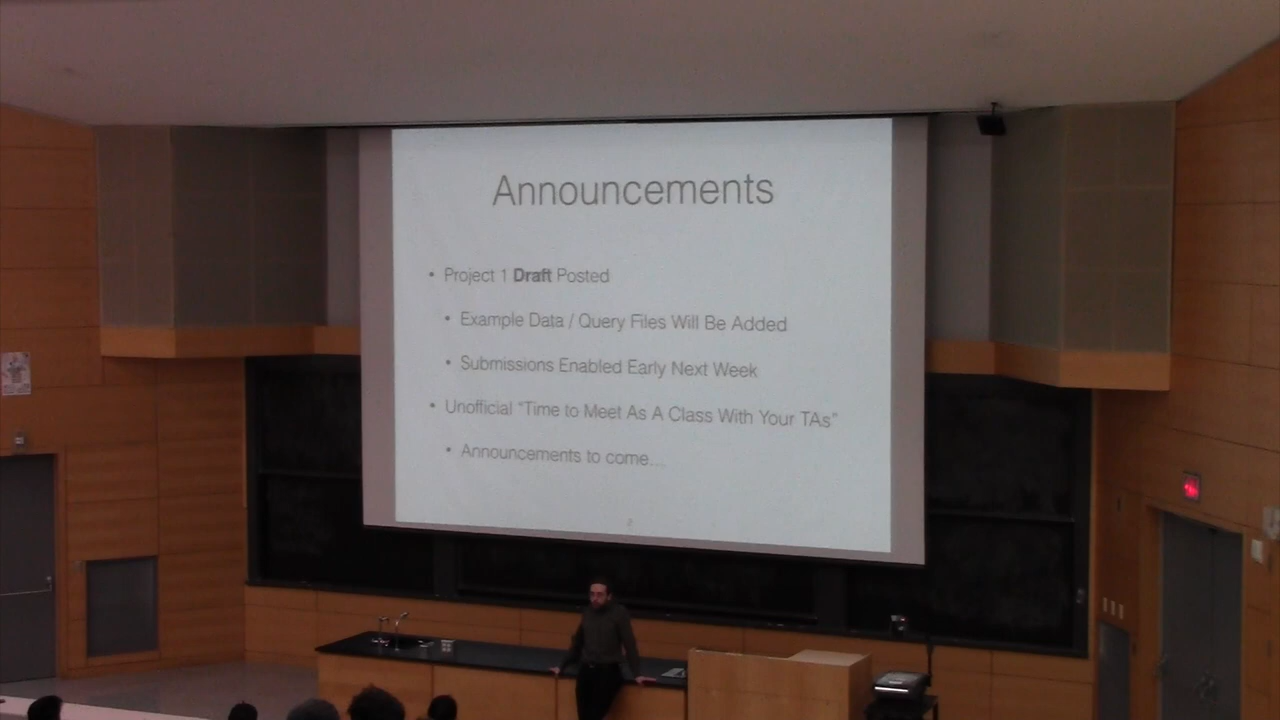 Announcements
• Project 1 Draft Posted
• Example Data / Query Files Will Be Added
• Submissions Enabled Early Next Week
• Unofficial "Time to Meet As A Class With Your TAs"
• Announcements to come...